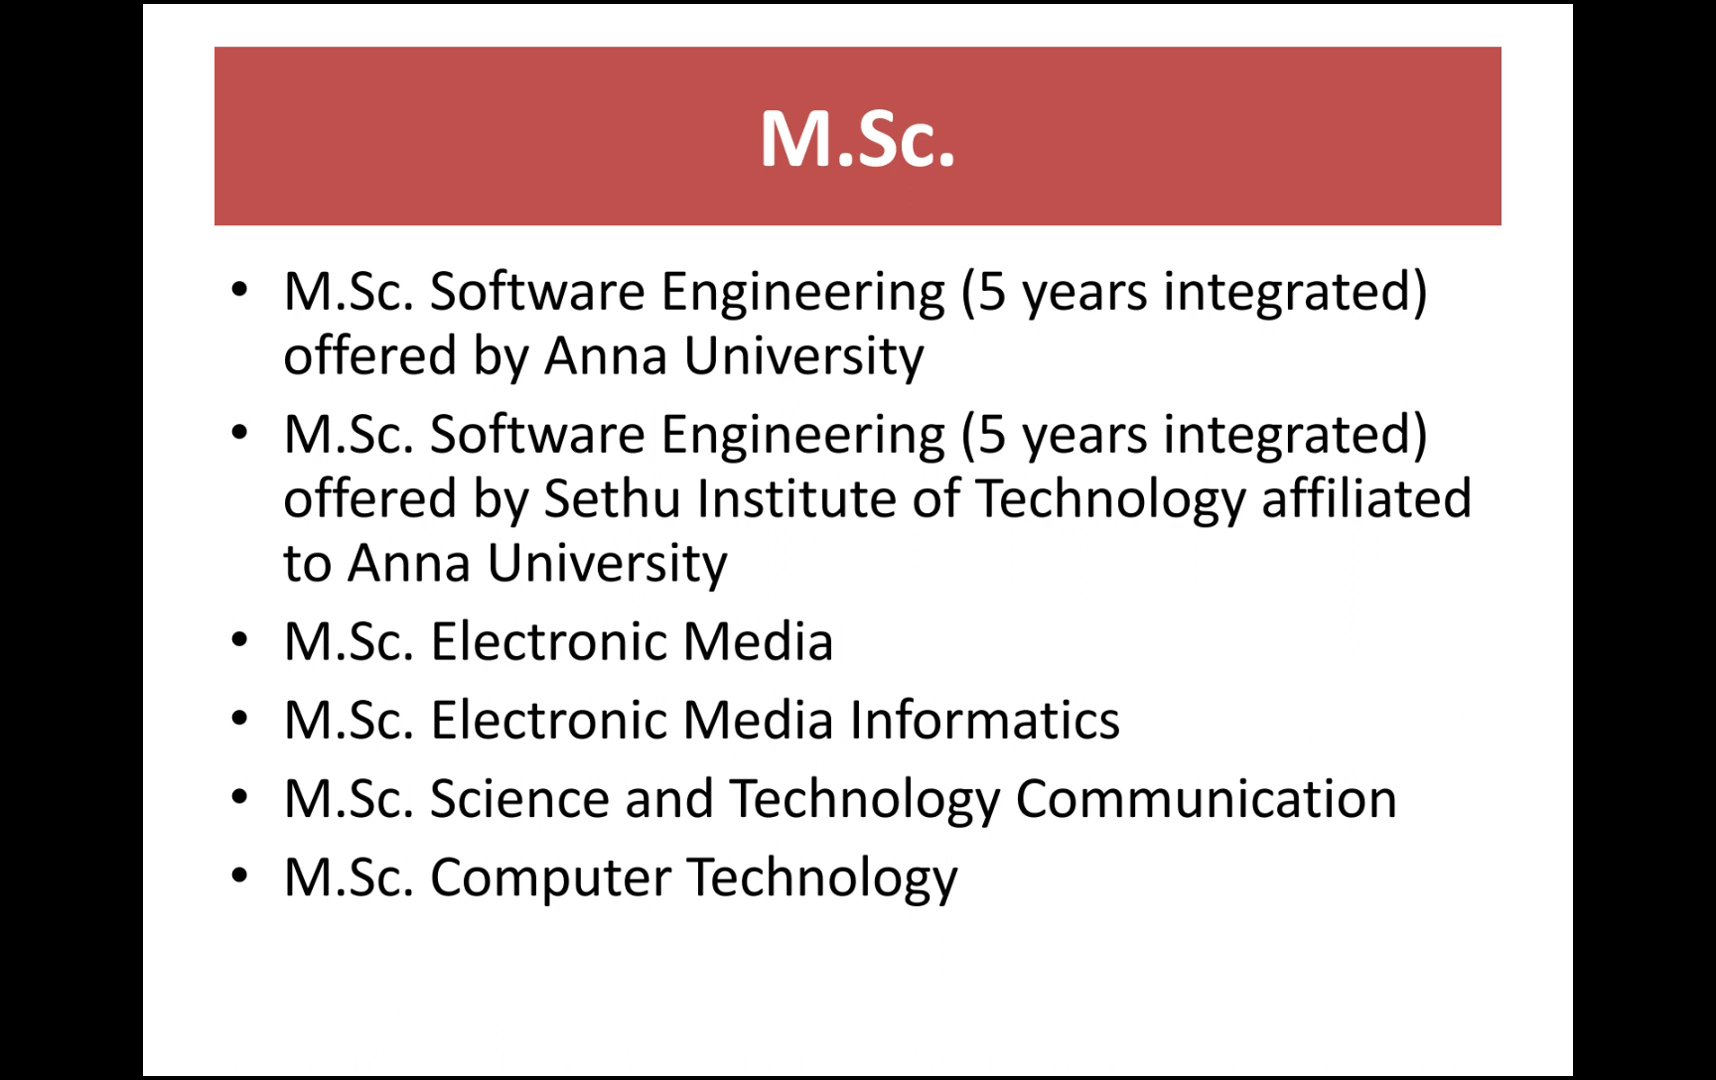 M.Sc.
• M.Sc. Software Engineering (5 years integrated)
offered by Anna University
• M.Sc. Software Engineering (5 years integrated)
offered by Sethu Institute of Technology affiliated
to Anna University
• M.Sc. Electronic Media
• M.Sc. Electronic Media Informatics
• M.Sc. Science and Technology Communication
• M.Sc. Computer Technology